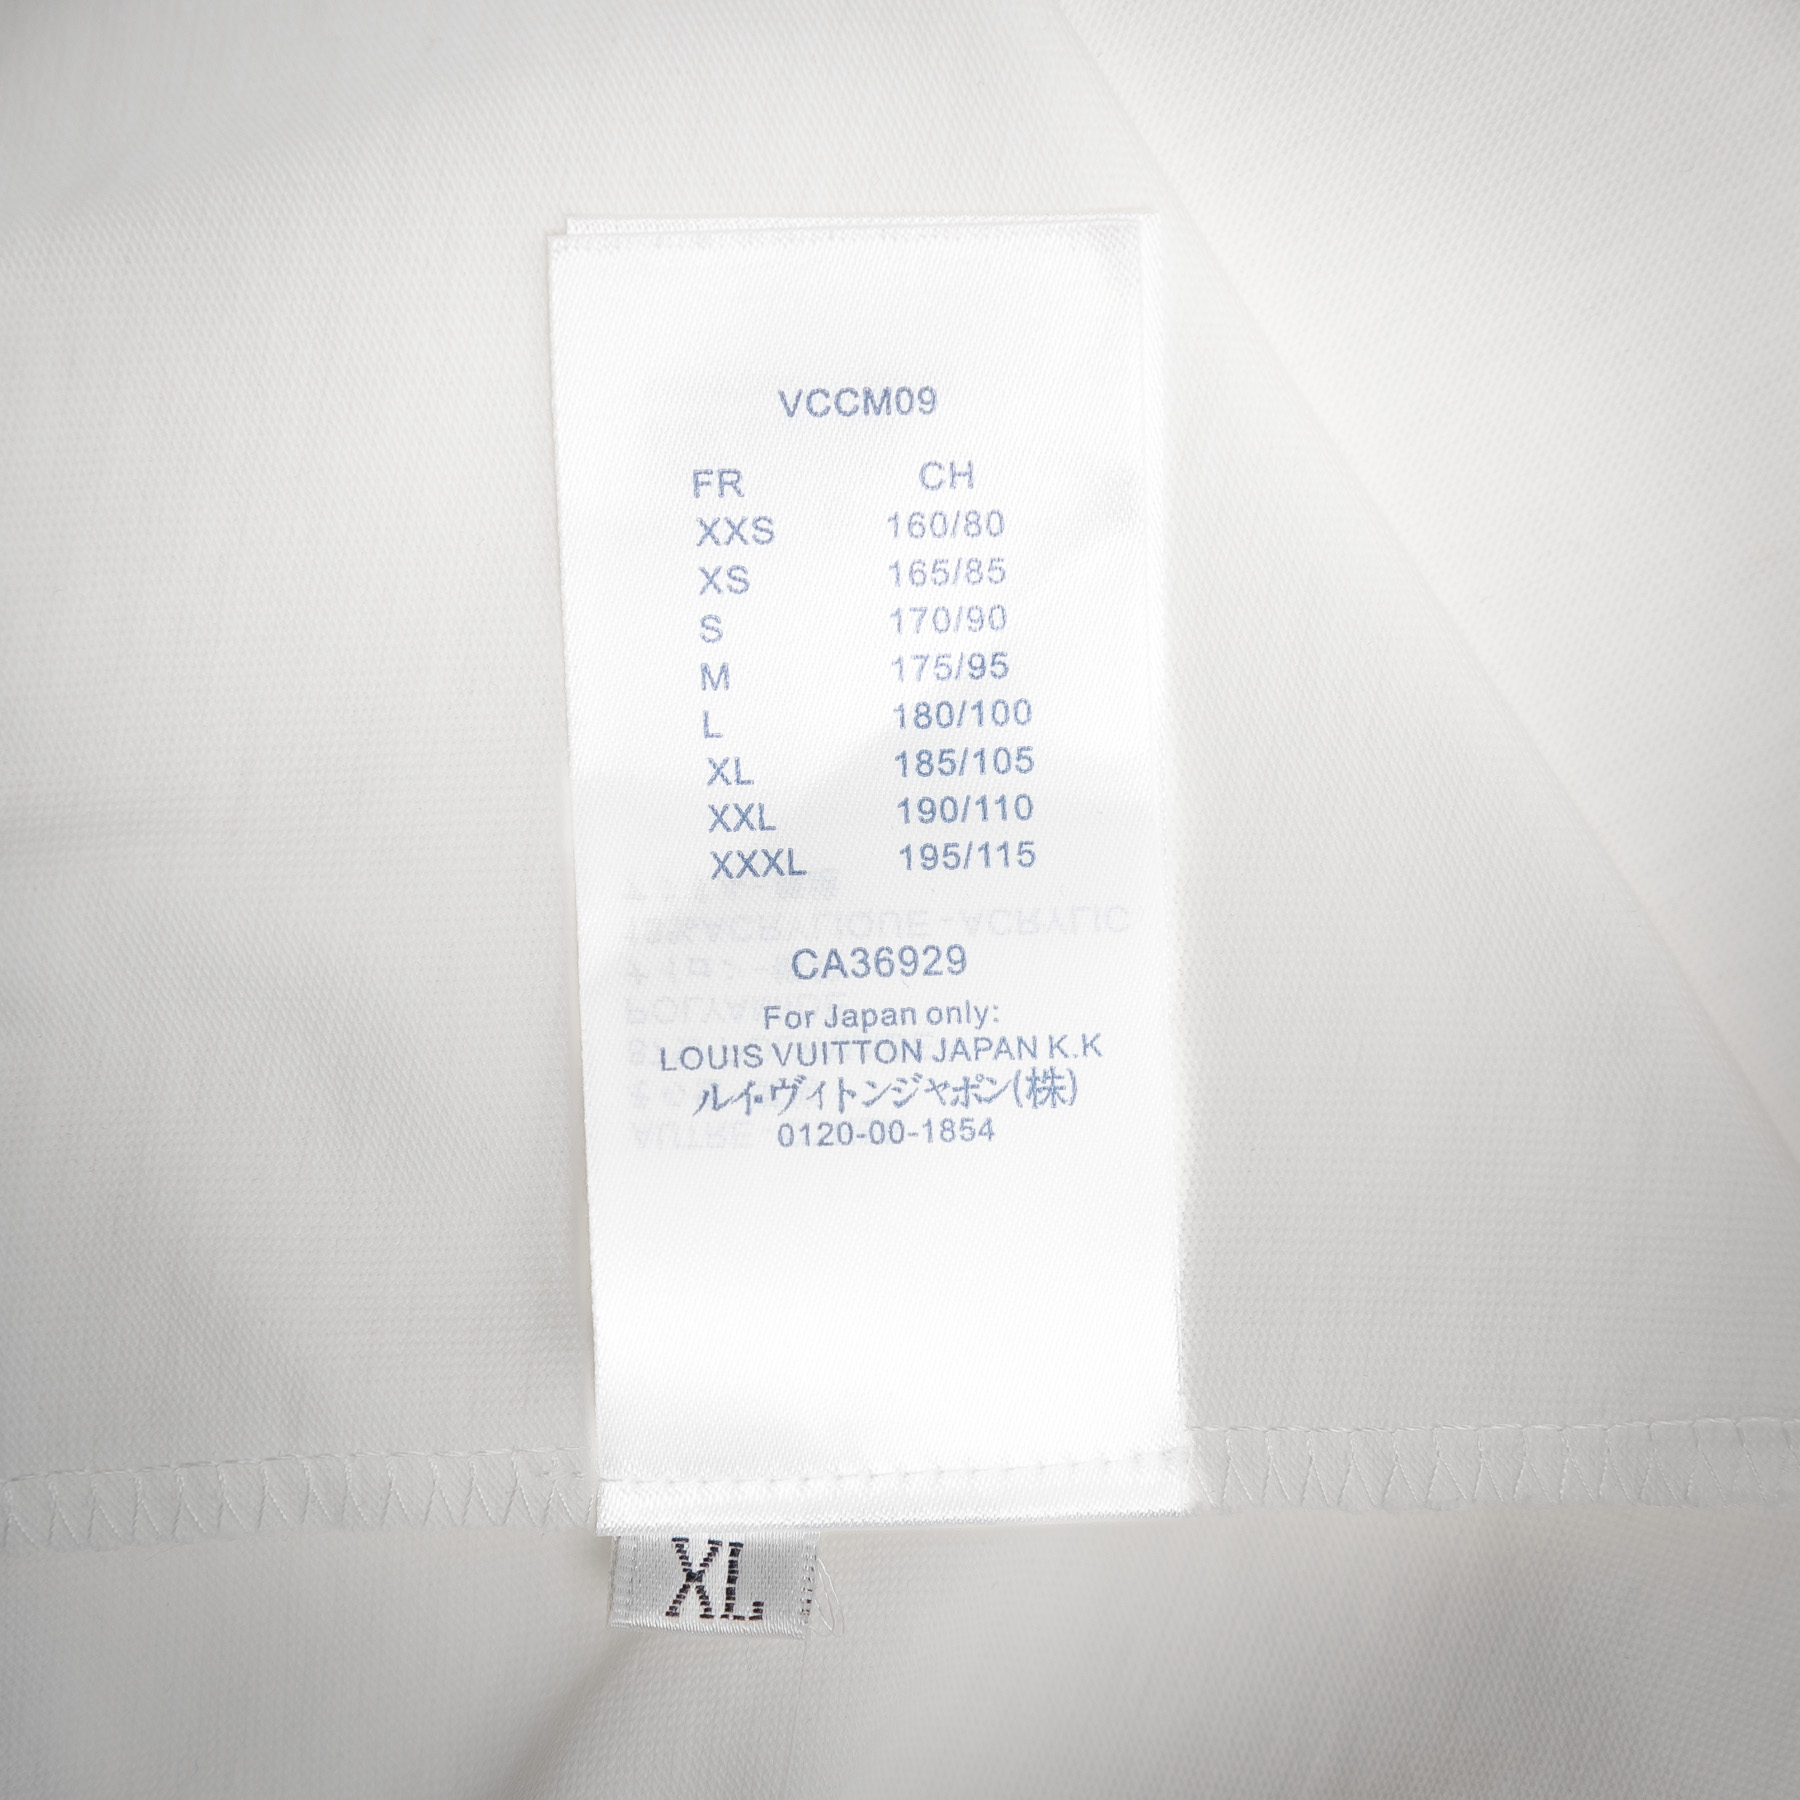 VCCM09
FR CH
XXS 160/80
XS 165/85
S 170/90
M 175/95
L 180/100
XL 185/105
XXL 190/110
XXXL 195/115
CA36929
For Japan only:
LOUIS VUITTON JAPAN K.K
ルイ・ヴィトンジャポン(株)
0120-00-1854
XL